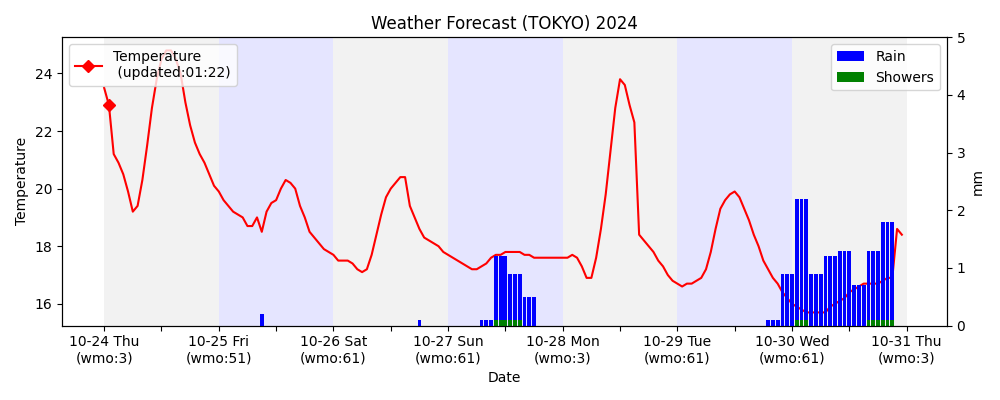 Weather Forecast (TOKYO) 2024
Temperature
(updated:01:22)
Rain
Showers
Temperature
24
22
20
18
16
5
4
3
2
1
0
mm
10-24 Thu
(wmo:3)
10-25 Fri
(wmo:51)
10-26 Sat
(wmo:61)
10-27 Sun
(wmo:61)
10-28 Mon
(wmo:3)
10-29 Tue
(wmo:61)
10-30 Wed
(wmo:61)
10-31 Thu
(wmo:3)
Date